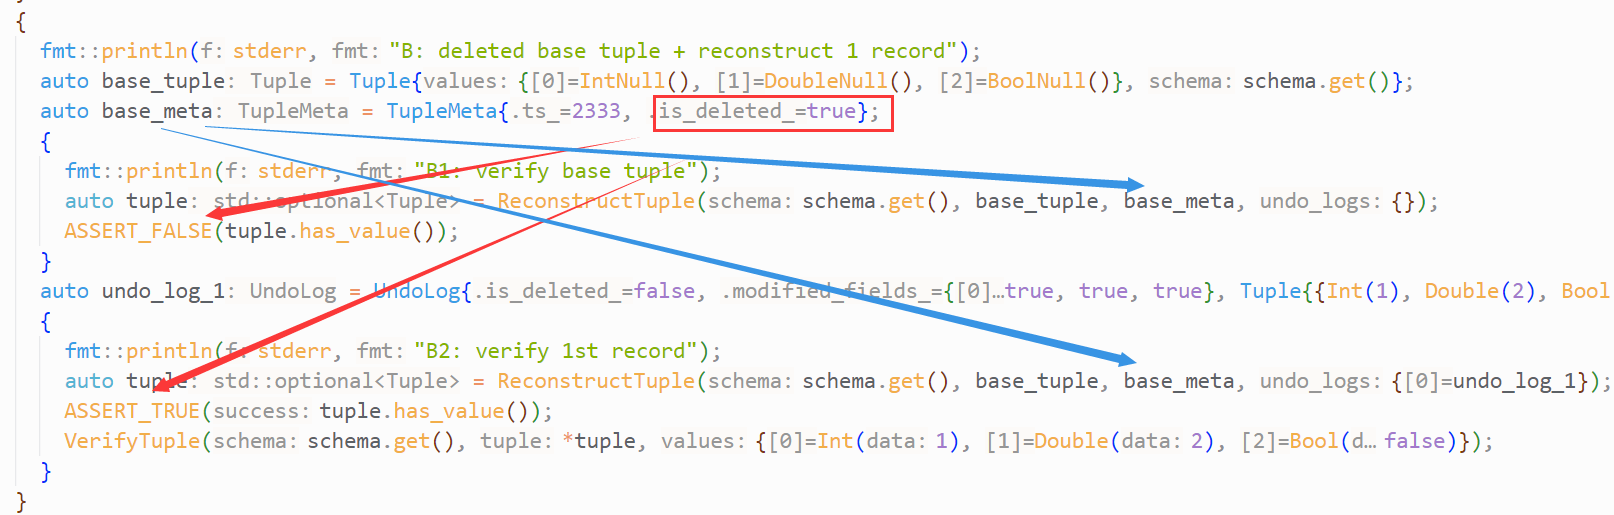 {
fmt::println(f: stderr, fmt: "B: deleted base tuple + reconstruct 1 record");
auto base_tuple: Tuple = Tuple{values: {[0]=IntNull(), [1]=DoubleNull(), [2]=BoolNull()}, schema: schema.get()};
auto base_meta: TupleMeta = TupleMeta{.ts_=2333, .is_deleted_=true};
{
fmt::println(f: stderr, fmt: "B1: verify base tuple");
auto tuple: std::optional<Tuple> = ReconstructTuple(schema: schema.get(), base_tuple, base_meta, undo_logs: {});
ASSERT_FALSE(tuple.has_value());
}
auto undo_log_1: UndoLog = UndoLog{.is_deleted_=false, .modified_fields_={[0]…true, true, true}, Tuple{{Int(1), Double(2), Bool
{
fmt::println(f: stderr, fmt: "B2: verify 1st record");
auto tuple: std::optional<Tuple> = ReconstructTuple(schema: schema.get(), base_tuple, base_meta, undo_logs: {[0]=undo_log_1});
ASSERT_TRUE(success: tuple.has_value());
VerifyTuple(schema: schema.get(), tuple: *tuple, values: {[0]=Int(data: 1), [1]=Double(data: 2), [2]=Bool(d… false)});
}
}